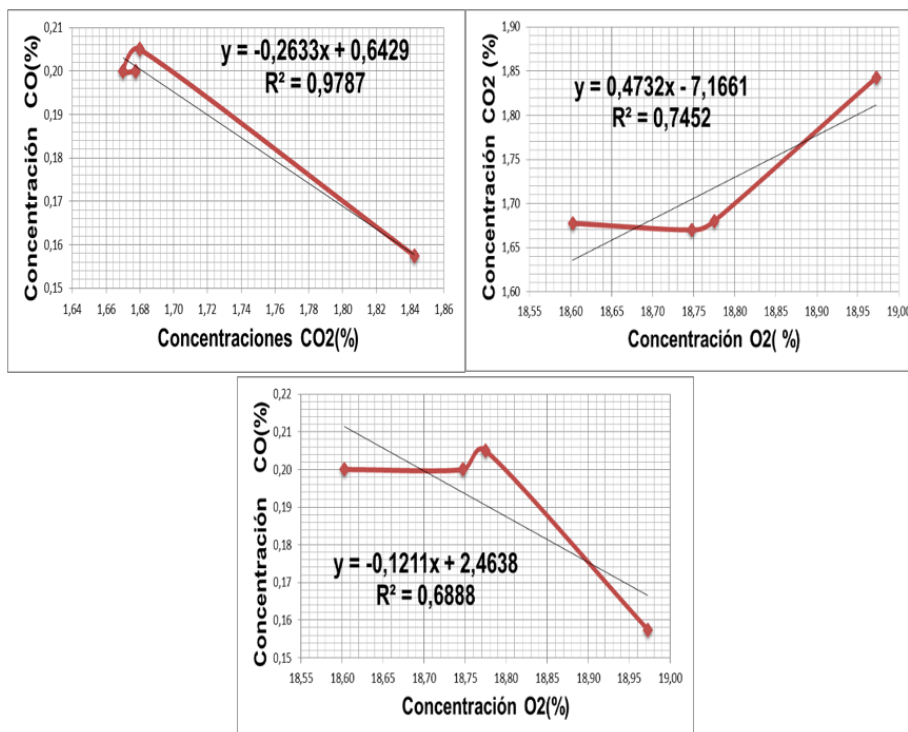 y = -0,2633x + 0,6429
R² = 0,9787
Concentración CO(%)
0,21
0,20
0,19
0,18
0,17
0,16
0,15
1,64 1,66 1,68 1,70 1,72 1,74 1,76 1,78 1,80 1,82 1,84 1,86
Concentraciones CO2(%)
y = 0,4732x - 7,1661
R² = 0,7452
Concentración CO2 (%)
1,90
1,85
1,80
1,75
1,70
1,65
1,60
18,55 18,60 18,65 18,70 18,75 18,80 18,85 18,90 18,95 19,00
Concentración O2( %)
Concentración CO(%)
0,22
0,21
0,20
0,19
0,18
0,17
0,16
0,15
y = -0,1211x + 2,4638
R² = 0,6888
18,55 18,60 18,65 18,70 18,75 18,80 18,85 18,90 18,95 19,00
Concentración O2(%)